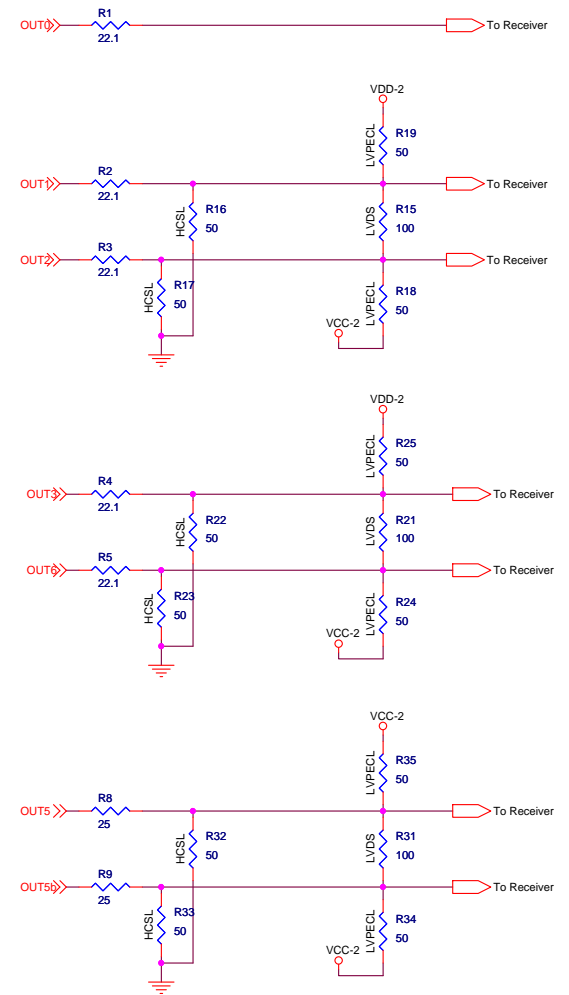 R1
OUT0
22.1
To Receiver
VDD-2
LVPECL
R19
50
R2
OUT1
22.1
To Receiver
HCSL
R16
50
LVDS
R15
100
R3
OUT2
22.1
To Receiver
HCSL
R17
50
LVPECL
R18
50
VCC-2
VDD-2
LVPECL
R25
50
R4
OUT3
22.1
To Receiver
HCSL
R22
50
LVDS
R21
100
R5
OUT6
22.1
To Receiver
HCSL
R23
50
LVPECL
R24
50
VCC-2
VCC-2
LVPECL
R35
50
R8
OUT5
25
To Receiver
HCSL
R32
50
LVDS
R31
100
R9
OUT5b
25
To Receiver
HCSL
R33
50
LVPECL
R34
50
VCC-2